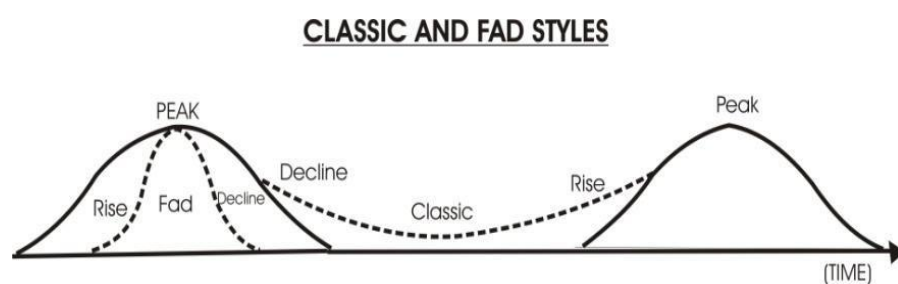 CLASSIC AND FAD STYLES
PEAK
Peak
Decline
Rise
Rise
Fad
Decline
Classic
(TIME)